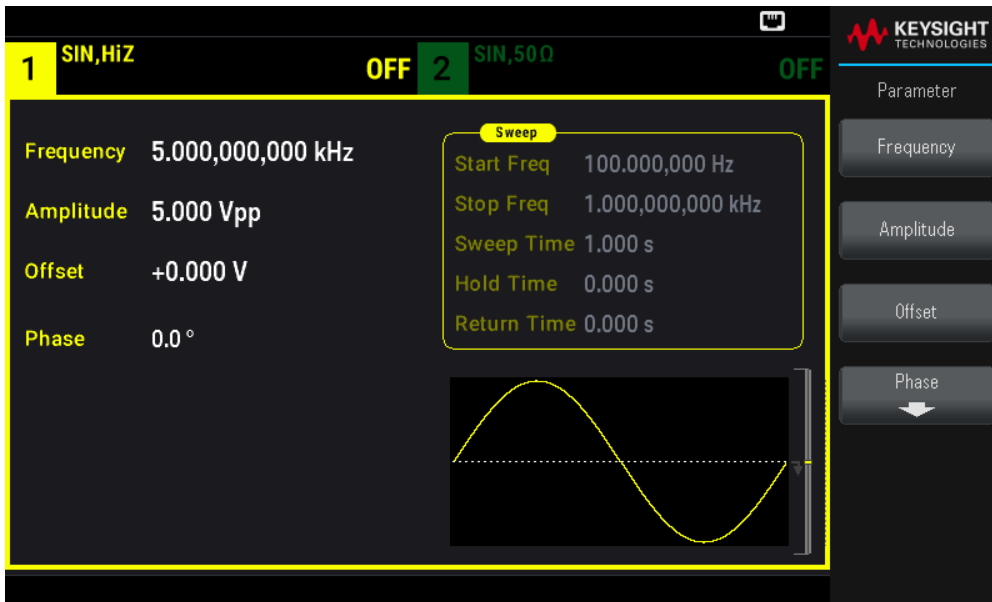 KEYSIGHT
TECHNOLOGIES
1 SIN,HiZ OFF 2 SIN,50Ω OFF
Parameter
Frequency 5.000,000,000 kHz
Amplitude 5.000 Vpp
Offset +0.000 V
Phase 0.0 °
Sweep
Start Freq 100.000,000 Hz
Stop Freq 1.000,000,000 kHz
Sweep Time 1.000 s
Hold Time 0.000 s
Return Time 0.000 s
Frequency
Amplitude
Offset
Phase